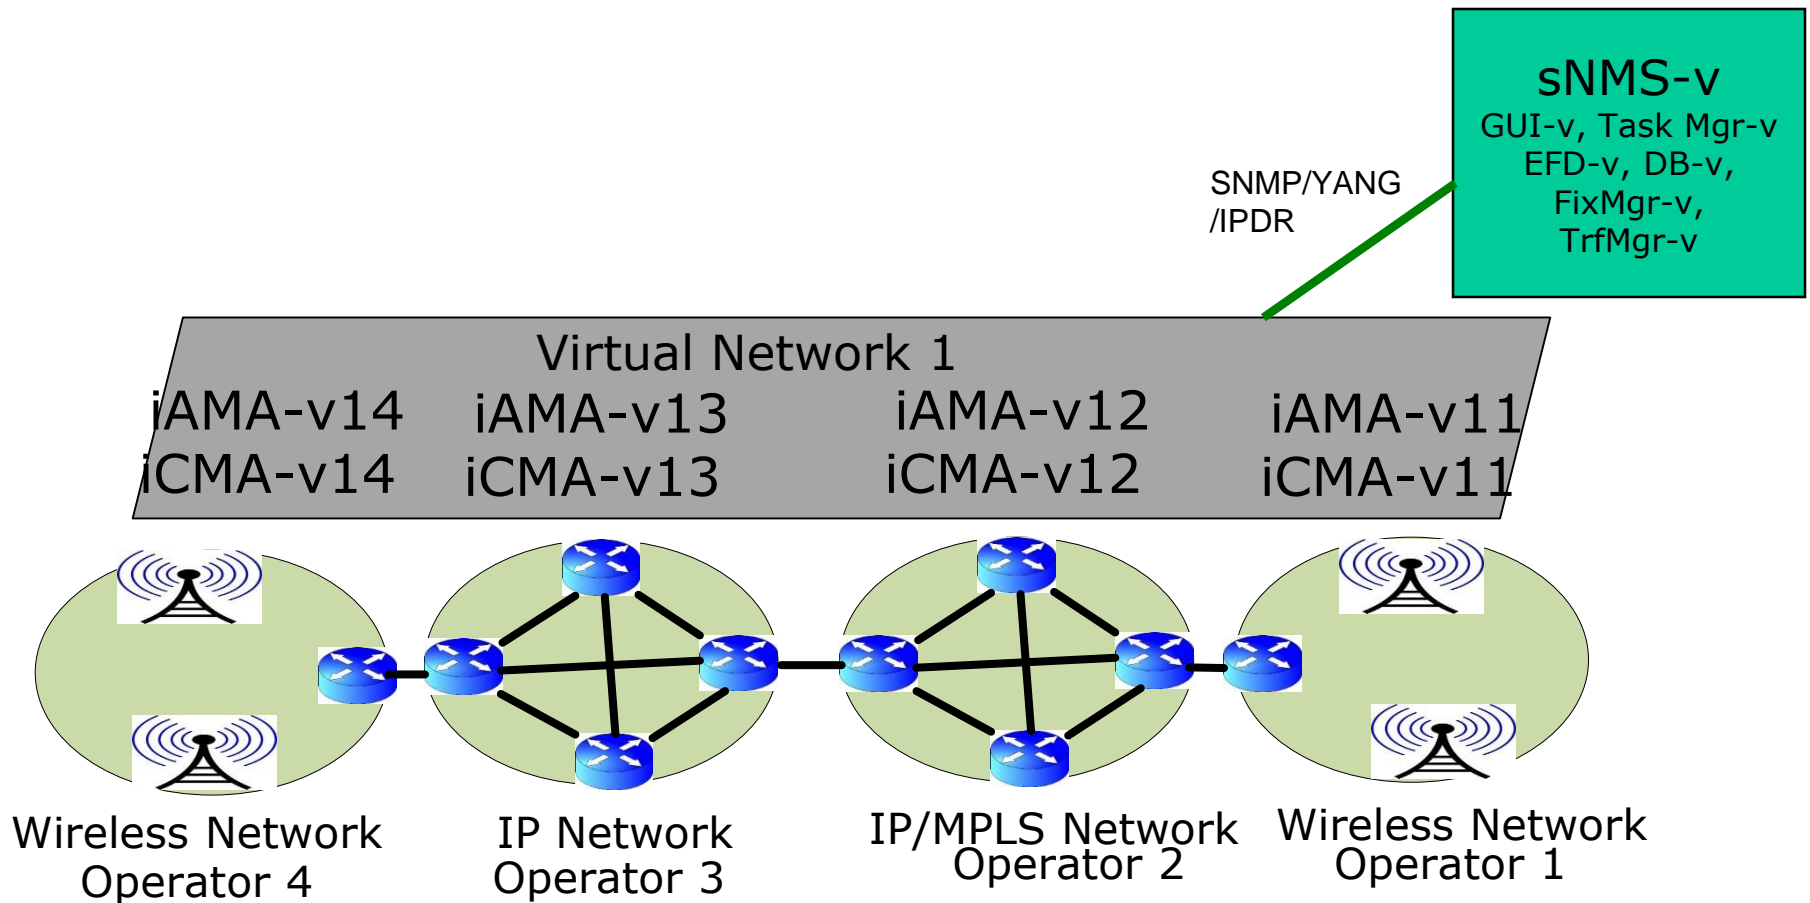 sNMS-v
GUI-v, Task Mgr-v
EFD-v, DB-v,
FixMgr-v,
TrfMgr-v
SNMP/YANG
/IPDR
Virtual Network 1
iAMA-v14 iAMA-v13 iAMA-v12 iAMA-v11
iCMA-v14 iCMA-v13 iCMA-v12 iCMA-v11
Wireless Network
Operator 4
IP Network
Operator 3
IP/MPLS Network
Operator 2
Wireless Network
Operator 1